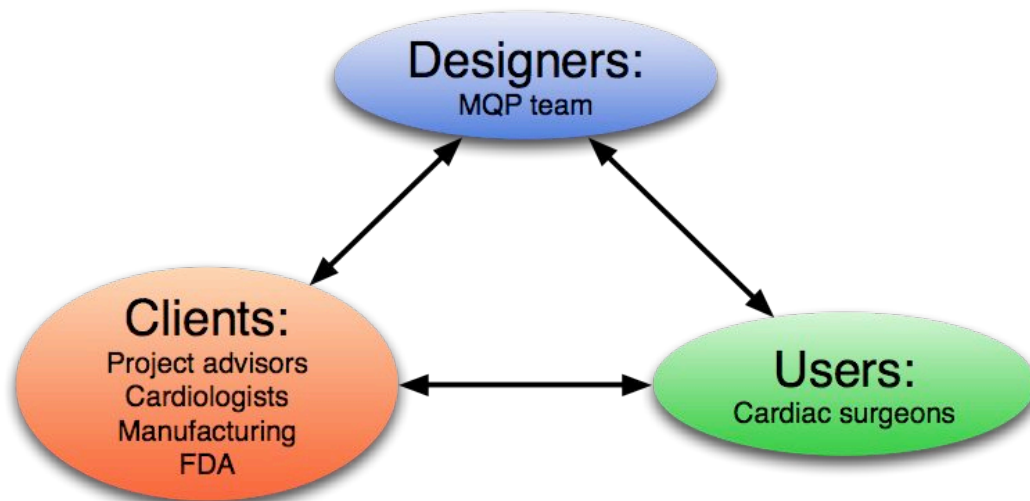 Designers:
MQP team
Clients:
Project advisors
Cardiologists
Manufacturing
FDA
Users:
Cardiac surgeons